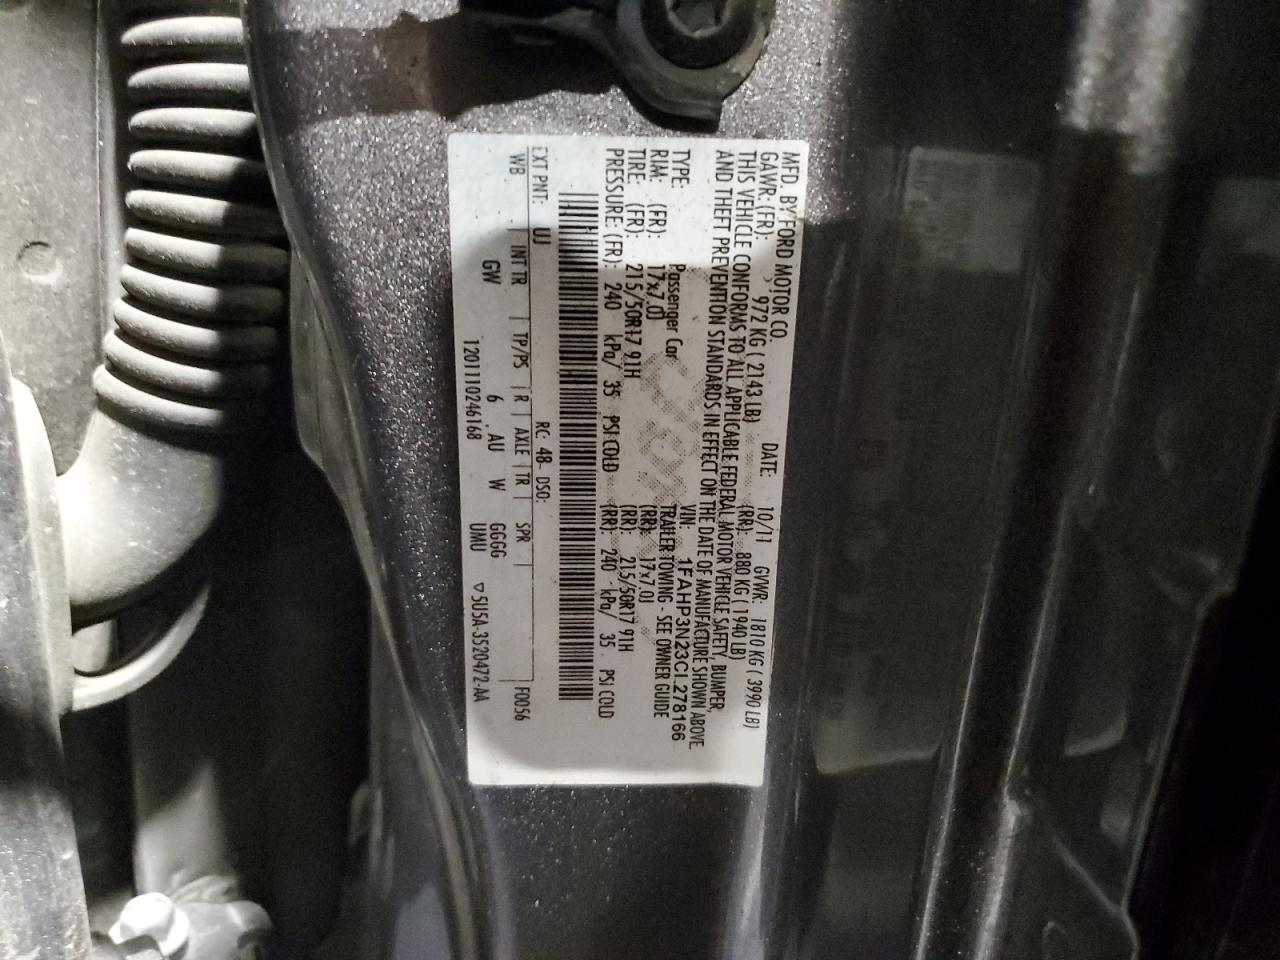 MFD. BY FORD MOTOR CO.
DATE: 10/11 GVWR: 1810 KG ( 3990 LB)
GAWR: (FR): 972 KG ( 2143 LB) (RR): 880 KG ( 1940 LB)
THIS VEHICLE CONFORMS TO ALL APPLICABLE FEDERAL MOTOR VEHICLE SAFETY, BUMPER,
AND THEFT PREVENTION STANDARDS IN EFFECT ON THE DATE OF MANUFACTURE SHOWN ABOVE
VIN: 1FAHP3N23CL278166
TYPE: Passenger Car TRAILER TOWING - SEE OWNER GUIDE
RIM: (FR): 17x7.0J (RR): 17x7.0J
TIRE: (FR): 215/50R17 91H (RR) 215/50R17 91H
PRESSURE: (FR): 240 kPa/ 35 PSI COLD (RR): 240 kPa/ 35 PSI COLD
EXT PNT: UJ RC: 48 DSO: F0056
WB INT TR TP/PS R AXLE TR SPR
GW 6 AU W GGGG
1201110246168 UMU ▽5U5A-3520472-AA